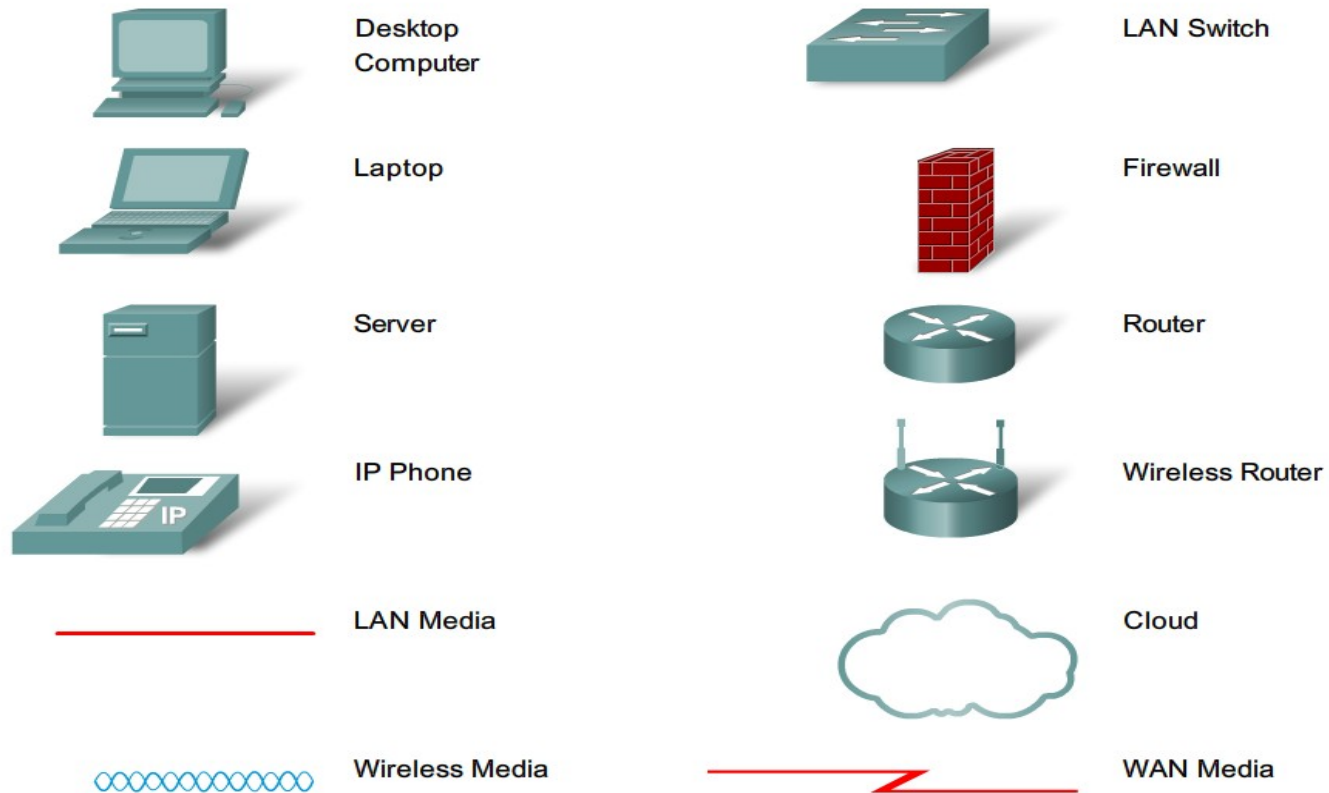 Desktop
Computer
LAN Switch
Laptop
Firewall
Server
Router
IP Phone
IP
Wireless Router
LAN Media
Cloud
Wireless Media
WAN Media